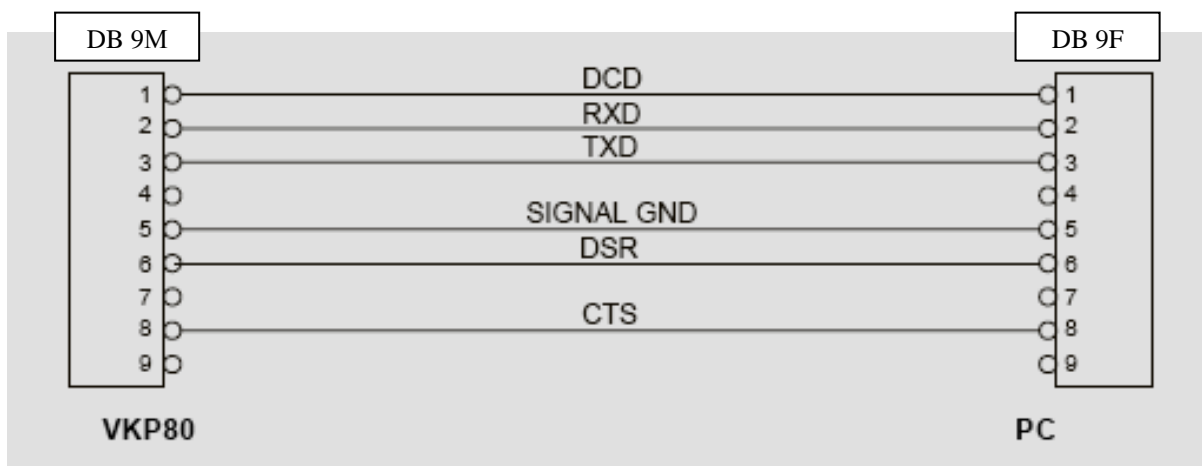 DB 9M
DB 9F
DCD
1 1
RXD
2 2
TXD
3 3
4 4
SIGNAL GND
5 5
DSR
6 6
7 7
CTS
8 8
9 9
VKP80 PC